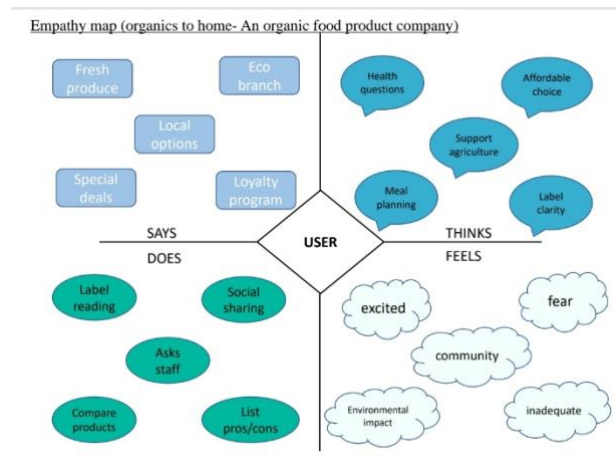 Empathy map (organics to home- An organic food product company)
Fresh
produce
Eco
branch
Local
options
Special
deals
Loyalty
program
Health
questions
Affordable
choice
Support
agriculture
Meal
planning
Label
clarity
SAYS
THINKS
USER
DOES
FEELS
Label
reading
Social
sharing
Asks
staff
Compare
products
List
pros/cons
excited
fear
community
Environmental
impact
inadequate